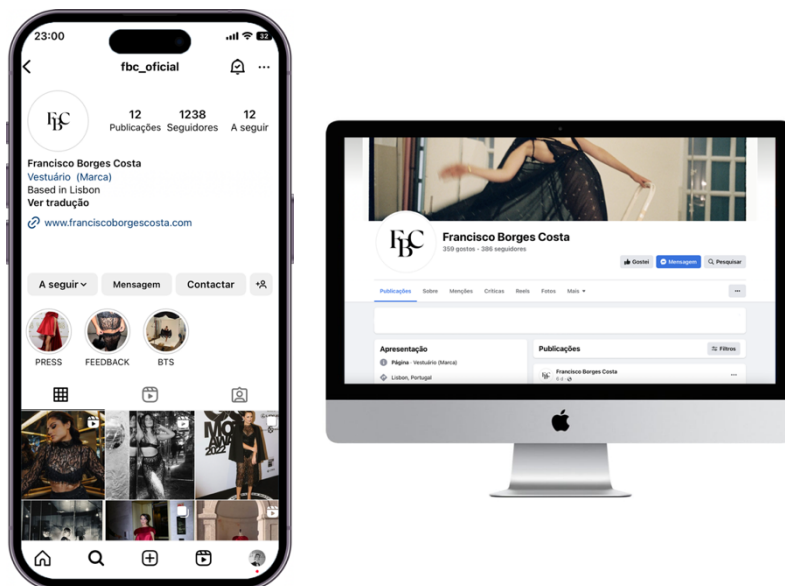 23:00
32
fbc_oficial
FBC
12 1238 12
Publicações Seguidores A seguir
Francisco Borges Costa
Vestuário (Marca)
Based in Lisbon
Ver tradução
www.franciscoborgescosta.com
A seguir Mensagem Contactar
PRESS FEEDBACK BTS
2022
FBC
Francisco Borges Costa
359 gostos • 386 seguidores
Gostei Mensagem Pesquisar
Publicações Sobre Menções Críticas Reels Fotos Mais
Apresentação
Página · Vestuário (Marca)
Lisbon, Portugal
Publicações Filtros
FBC
Francisco Borges Costa